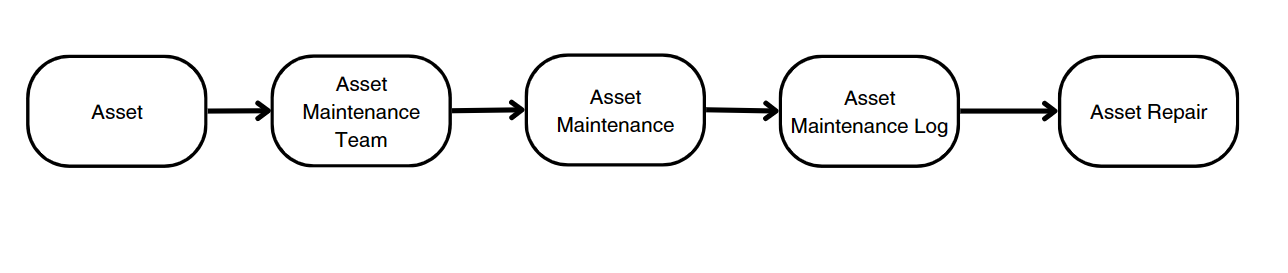 Asset
Asset
Maintenance
Team
Asset
Maintenance
Asset
Maintenance Log
Asset Repair